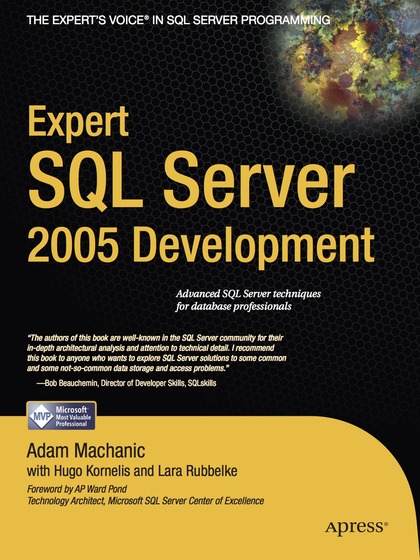 THE EXPERT'S VOICE® IN SQL SERVER PROGRAMMING
Expert
SQL Server
2005 Development
Advanced SQL Server techniques
for database professionals
"The authors of this book are well-known in the SQL Server community for their
in-depth architectural analysis and attention to technical detail. I recommend
this book to anyone who wants to explore SQL Server solutions to some common
and some not-so-common data storage and access problems."
—Bob Beauchemin, Director of Developer Skills, SQLskills
MVP
Microsoft
Most Valuable
Professional
Adam Machanic
with Hugo Kornelis and Lara Rubbelke
Foreword by AP Ward Pond
Technology Architect, Microsoft SQL Server Center of Excellence
Apress®